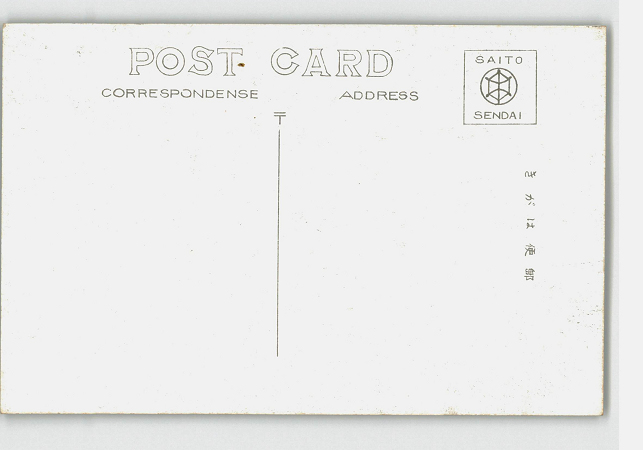 POST CARD
CORRESPONDENSE ADDRESS
〒
SAITO
SENDAI
きがは便郵